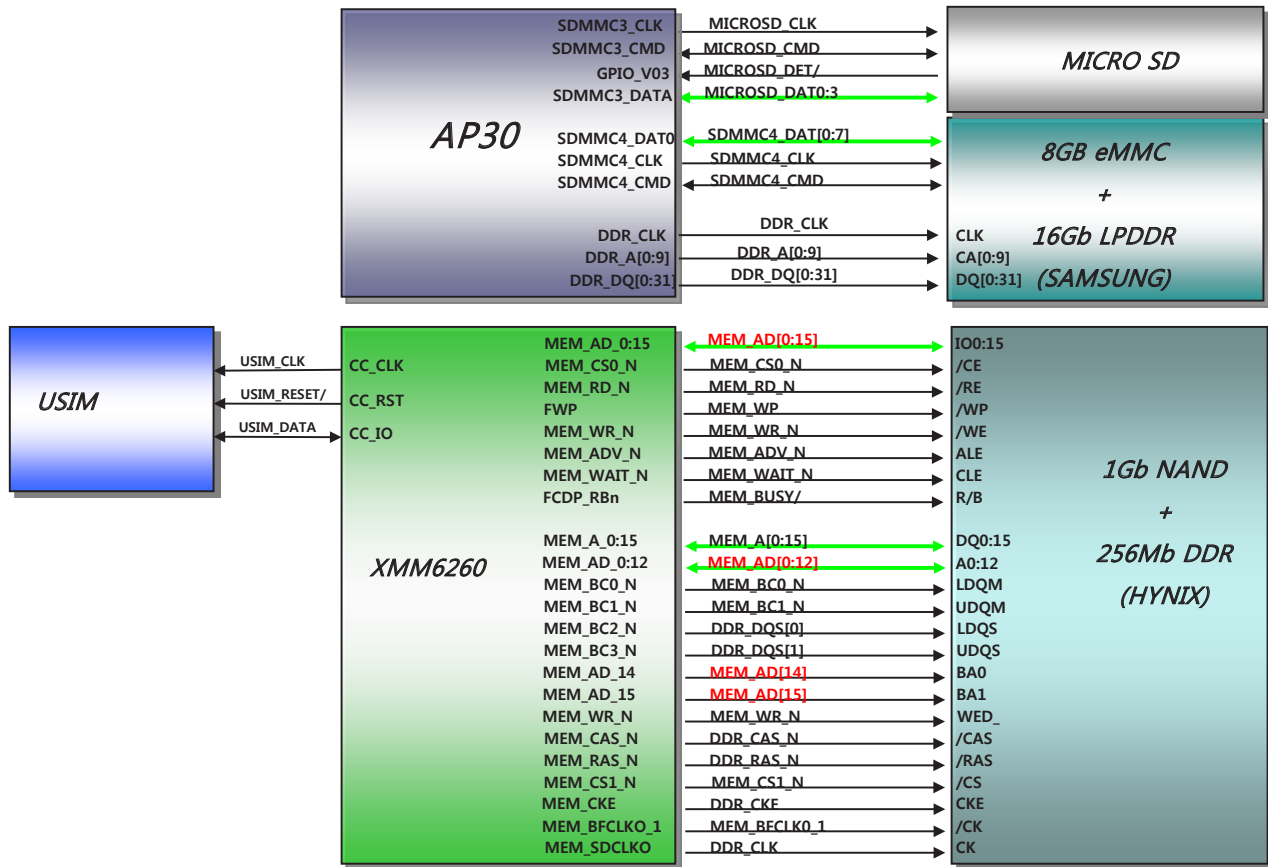 SDMMC3_CLK MICROSD_CLK
SDMMC3_CMD MICROSD_CMD
GPIO_V03 MICROSD_DET/
SDMMC3_DATA MICROSD_DAT0:3
MICRO SD
AP30
SDMMC4_DAT0 SDMMC4_DAT[0:7]
SDMMC4_CLK SDMMC4_CLK
SDMMC4_CMD SDMMC4_CMD
DDR_CLK DDR_CLK CLK
DDR_A[0:9] DDR_A[0:9] CA[0:9]
DDR_DQ[0:31] DDR_DQ[0:31] DQ[0:31]
8GB eMMC
+
16Gb LPDDR
(SAMSUNG)
USIM
USIM_CLK CC_CLK
USIM_RESET/ CC_RST
USIM_DATA CC_IO
XMM6260
MEM_AD_0:15 MEM_AD[0:15] IO0:15
MEM_CS0_N MEM_CS0_N /CE
MEM_RD_N MEM_RD_N /RE
FWP MEM_WP /WP
MEM_WR_N MEM_WR_N /WE
MEM_ADV_N MEM_ADV_N ALE
MEM_WAIT_N MEM_WAIT_N CLE
FCDP_RBn MEM_BUSY/ R/B
MEM_A_0:15 MEM_A[0:15] DQ0:15
MEM_AD_0:12 MEM_AD[0:12] A0:12
MEM_BC0_N MEM_BC0_N LDQM
MEM_BC1_N MEM_BC1_N UDQM
MEM_BC2_N DDR_DQS[0] LDQS
MEM_BC3_N DDR_DQS[1] UDQS
MEM_AD_14 MEM_AD[14] BA0
MEM_AD_15 MEM_AD[15] BA1
MEM_WR_N MEM_WR_N WED_
MEM_CAS_N DDR_CAS_N /CAS
MEM_RAS_N DDR_RAS_N /RAS
MEM_CS1_N MEM_CS1_N /CS
MEM_CKE DDR_CKE CKE
MEM_BFCLKO_1 MEM_BFCLK0_1 /CK
MEM_SDCLKO DDR_CLK CK
1Gb NAND
+
256Mb DDR
(HYNIX)